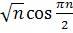 √n cos πn/2